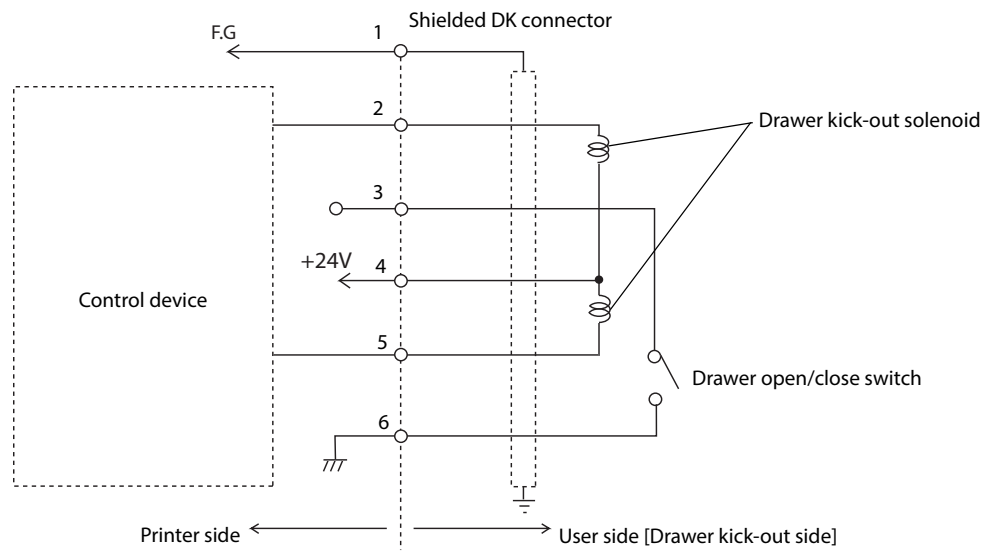 Shielded DK connector
F.G
1
2
Drawer kick-out solenoid
3
+24V
4
Control device
5
Drawer open/close switch
6
Printer side
User side [Drawer kick-out side]